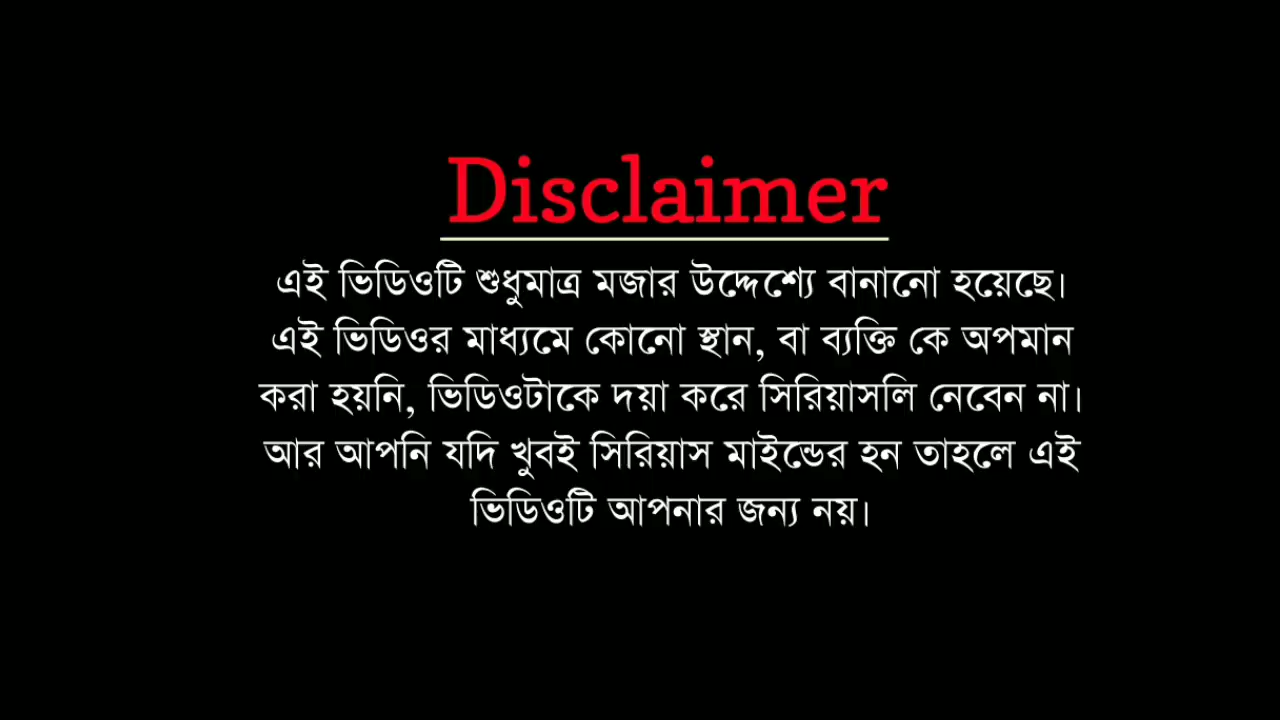 Disclaimer
এই ভিডিওটি শুধুমাত্র মজার উদ্দেশ্যে বানানো হয়েছে।
এই ভিডিওর মাধ্যমে কোনো স্থান, বা ব্যক্তি কে অপমান
করা হয়নি, ভিডিওটাকে দয়া করে সিরিয়াসলি নেবেন না।
আর আপনি যদি খুবই সিরিয়াস মাইন্ডের হন তাহলে এই
ভিডিওটি আপনার জন্য নয়।